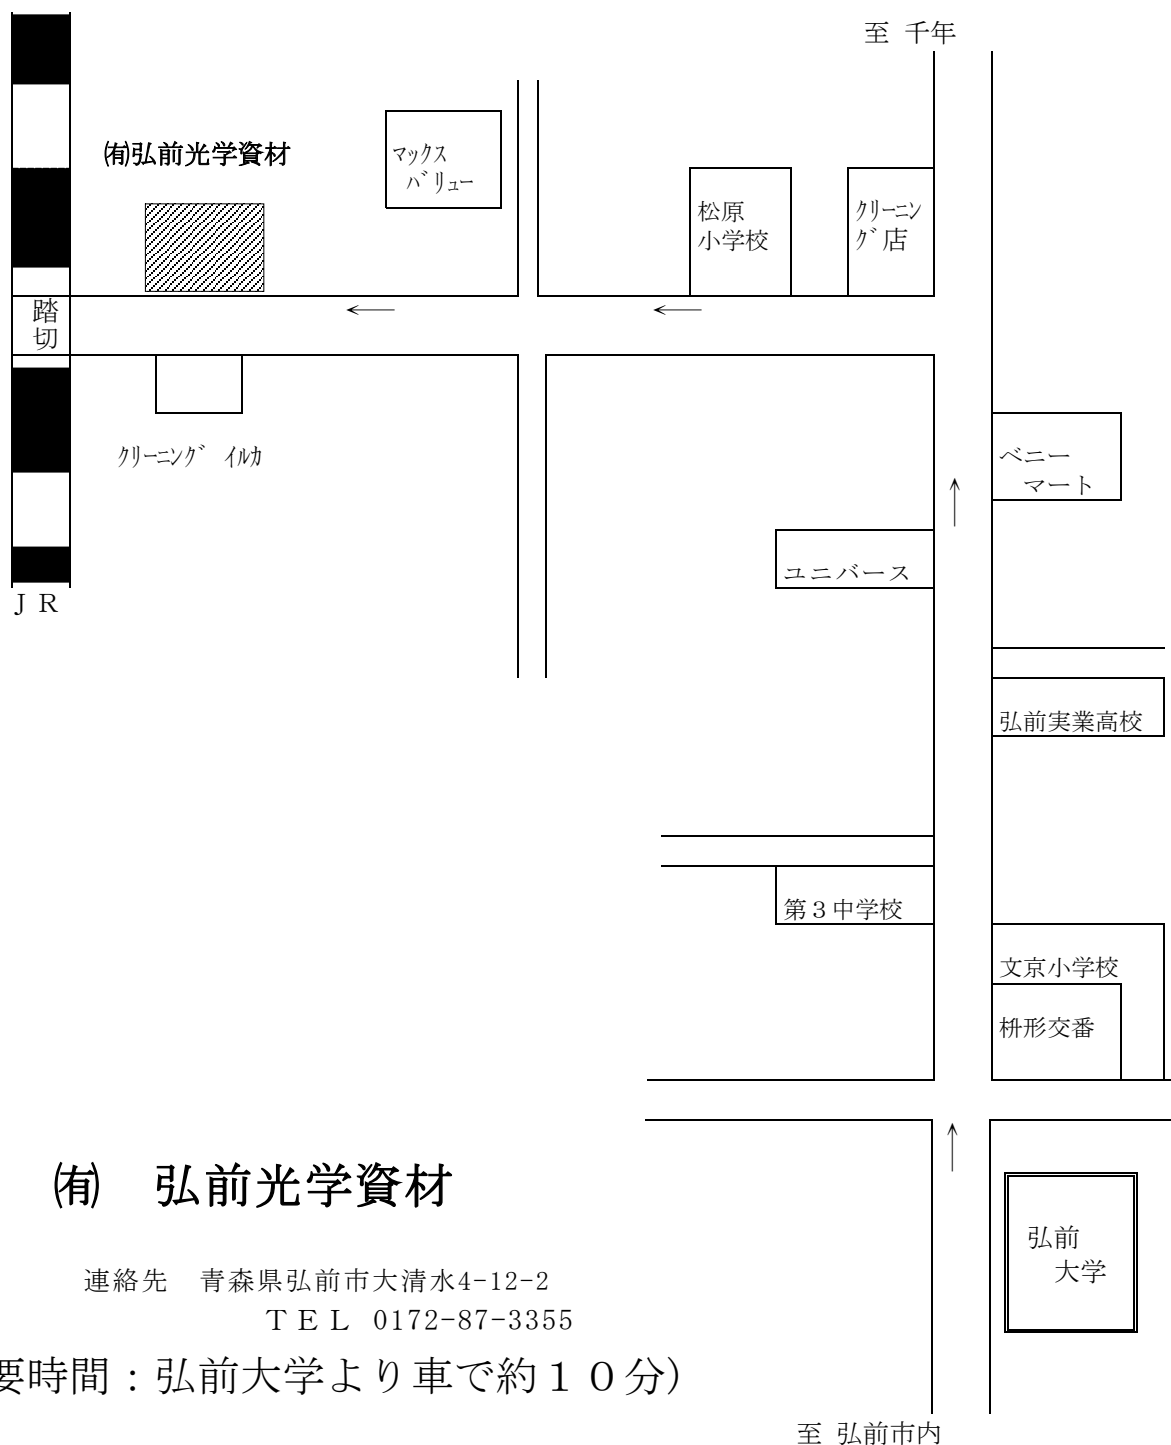 至 千年
㈲弘前光学資材
マックス
バリュー
松原
小学校
クリーニン
グ店
踏
切
クリーニング イルカ
ベニー
マート
ユニバース
ＪＲ
弘前実業高校
第３中学校
文京小学校
枡形交番
㈲ 弘前光学資材
弘前
大学
連絡先 青森県弘前市大清水4-12-2
ＴＥＬ 0172-87-3355
要時間：弘前大学より車で約１０分)
至 弘前市内